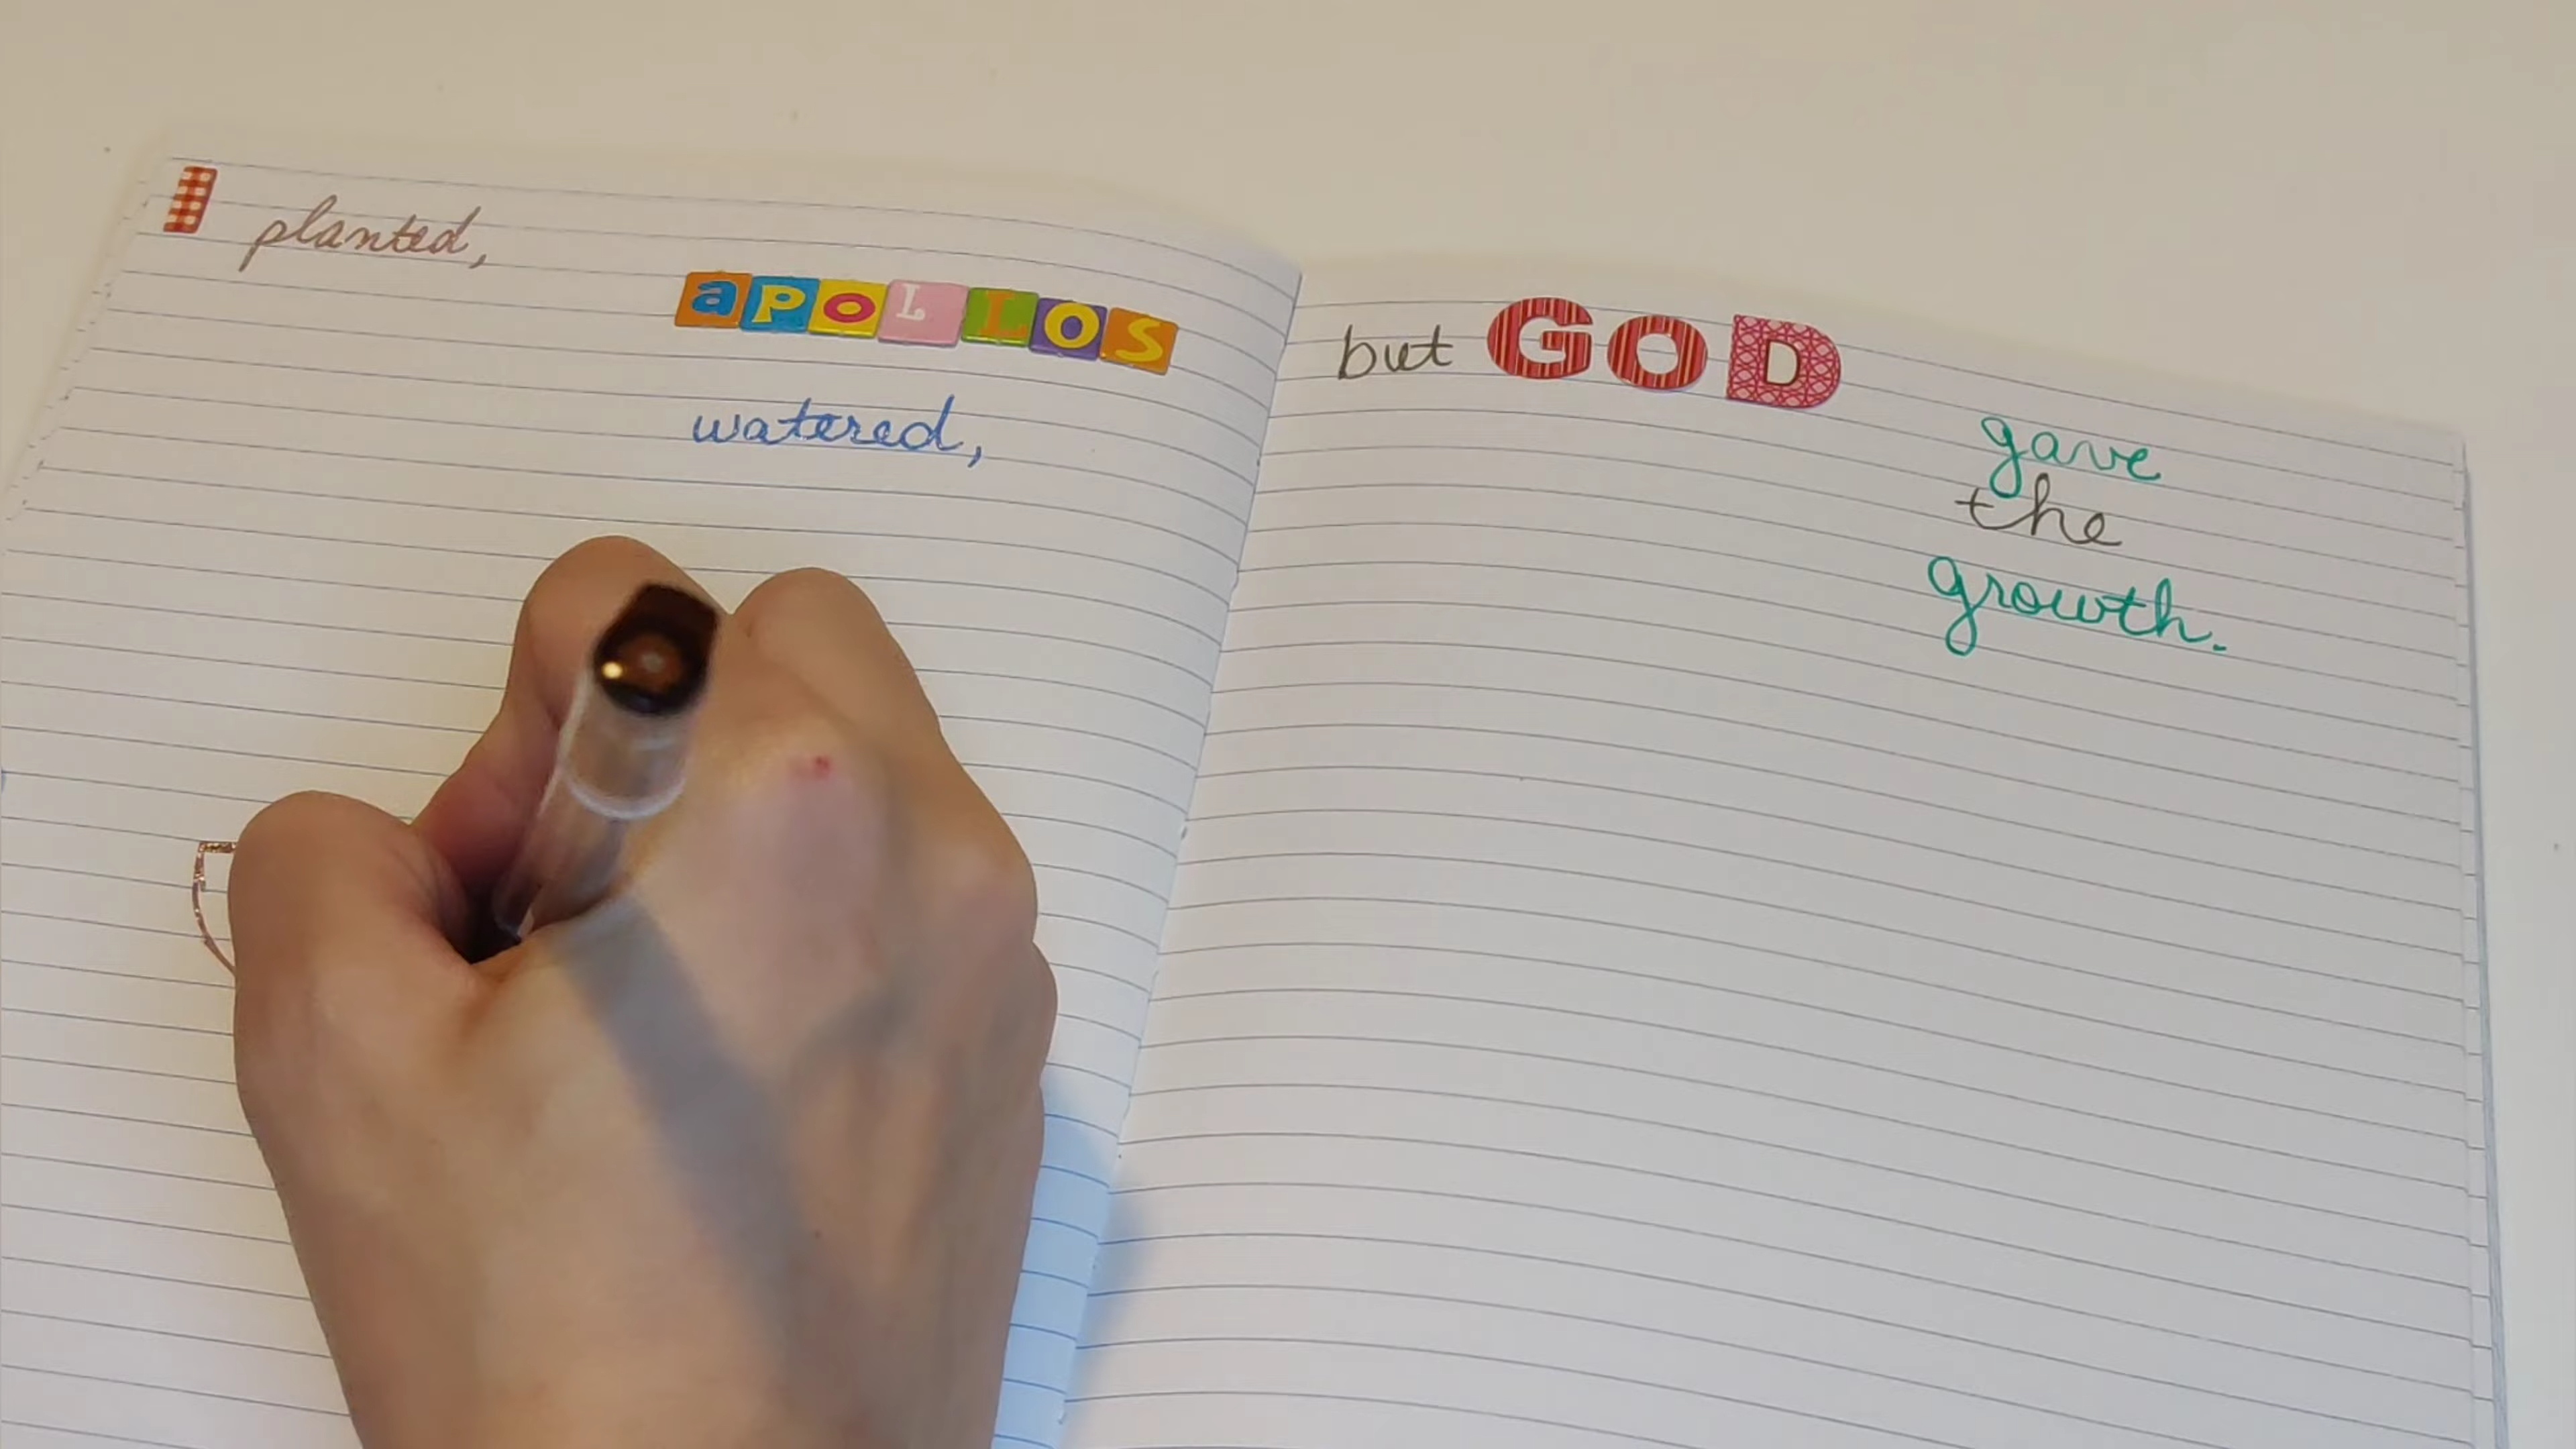 I planted,
apoLLOS
watered,
but GOD
gave
the
growth.